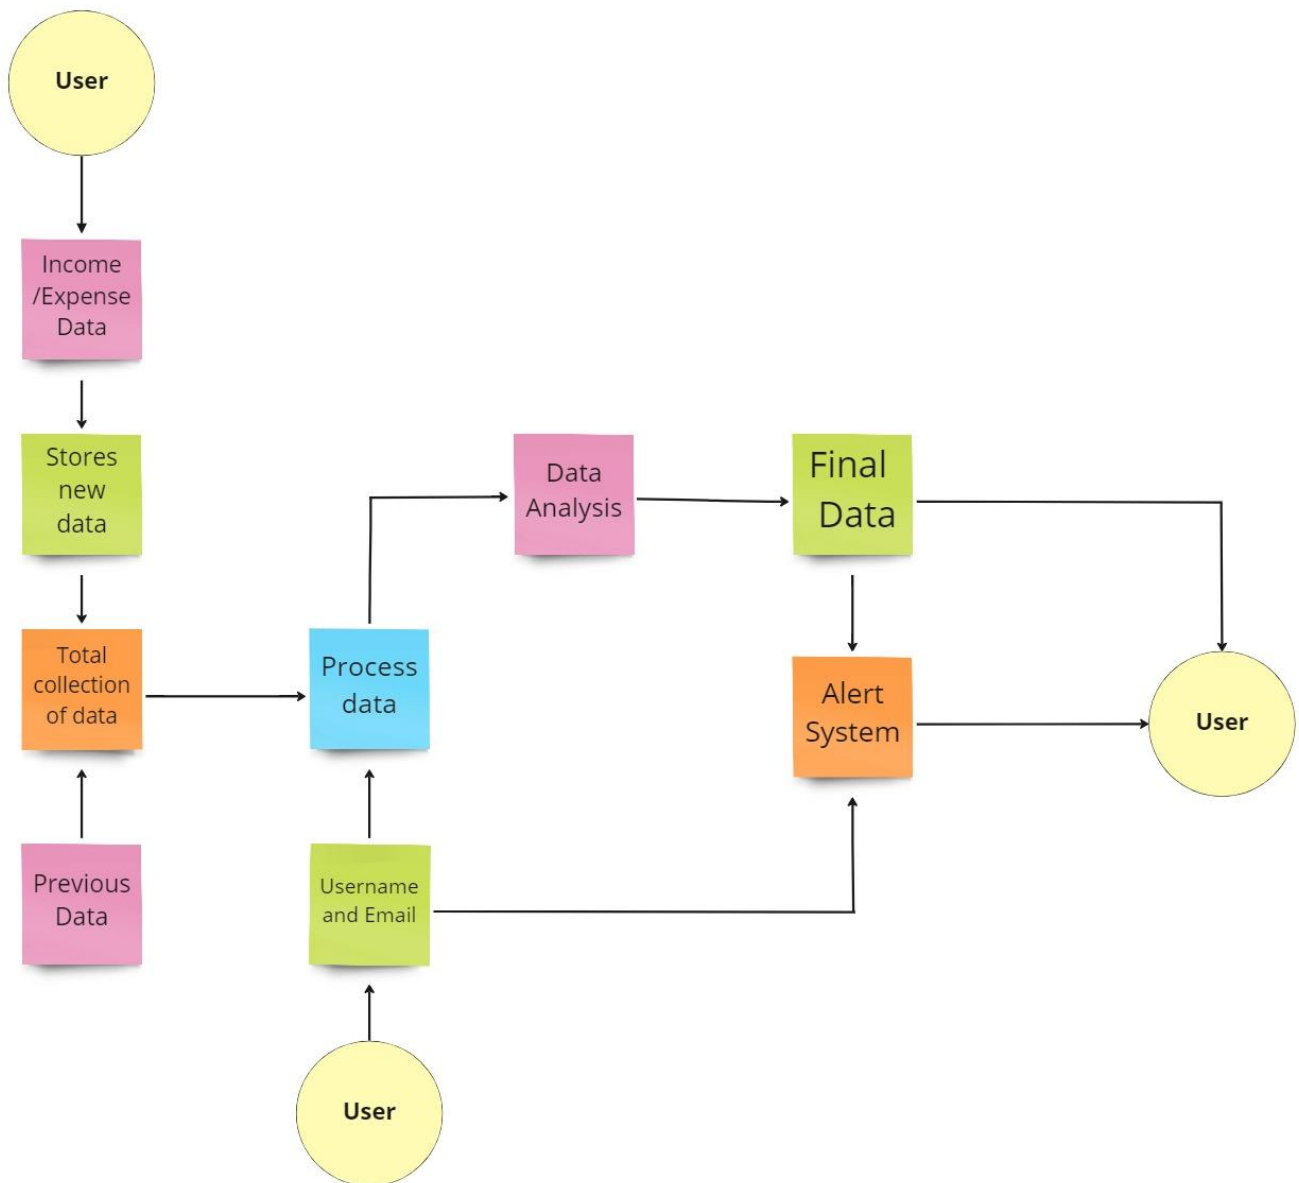 User
Income
/Expense
Data
Stores
new
data
Data
Analysis
Final
Data
Total
collection
of data
Process
data
Alert
System
User
Previous
Data
Username
and Email
User